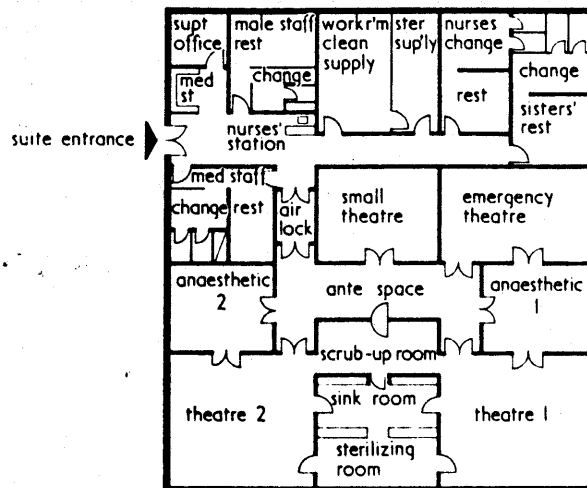 supt
office
male staff
rest
workr'm
clean
supply
ster
sup'ly
nurses
change
med
st
change
change
rest
sisters'
rest
suite entrance
nurses'
station
med staff
change rest
air
lock
small
theatre
emergency
theatre
anaesthetic
2
ante space
anaesthetic
1
scrub-up room
theatre 2
sink room
theatre 1
sterilizing
room